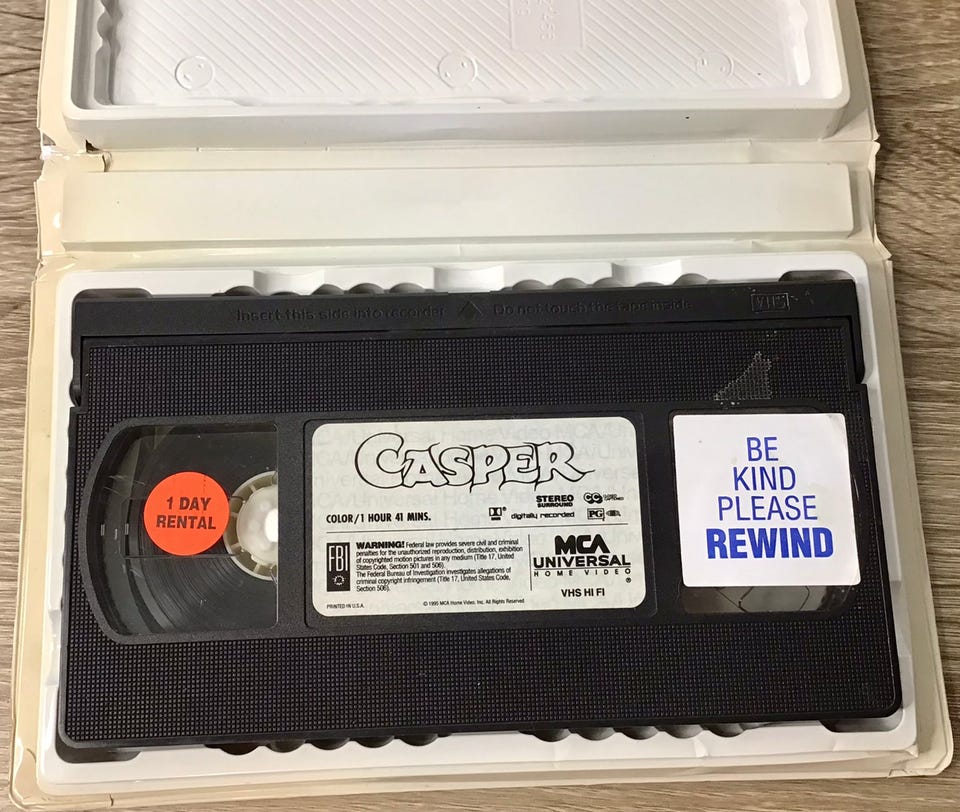 Insert this side into recorder
Do not touch the tape inside
VHS
1 DAY
RENTAL
CASPER
STEREO
SURROUND
CC
digitally recorded
PG
COLOR/1 HOUR 41 MINS.
FBI
WARNING! Federal law provides severe civil and criminal
penalties for the unauthorized reproduction, distribution, exhibition
of copyrighted motion pictures in any medium (Title 17, United
States Code, Section 501 and 506).
The Federal Bureau of Investigation investigates allegations of
criminal copyright infringement (Title 17, United States Code,
Section 506).
PRINTED IN U.S.A.
© 1995 MCA Home Video, Inc. All Rights Reserved
MCA
UNIVERSAL
HOME VIDEO
®
VHS HI FI
BE
KIND
PLEASE
REWIND